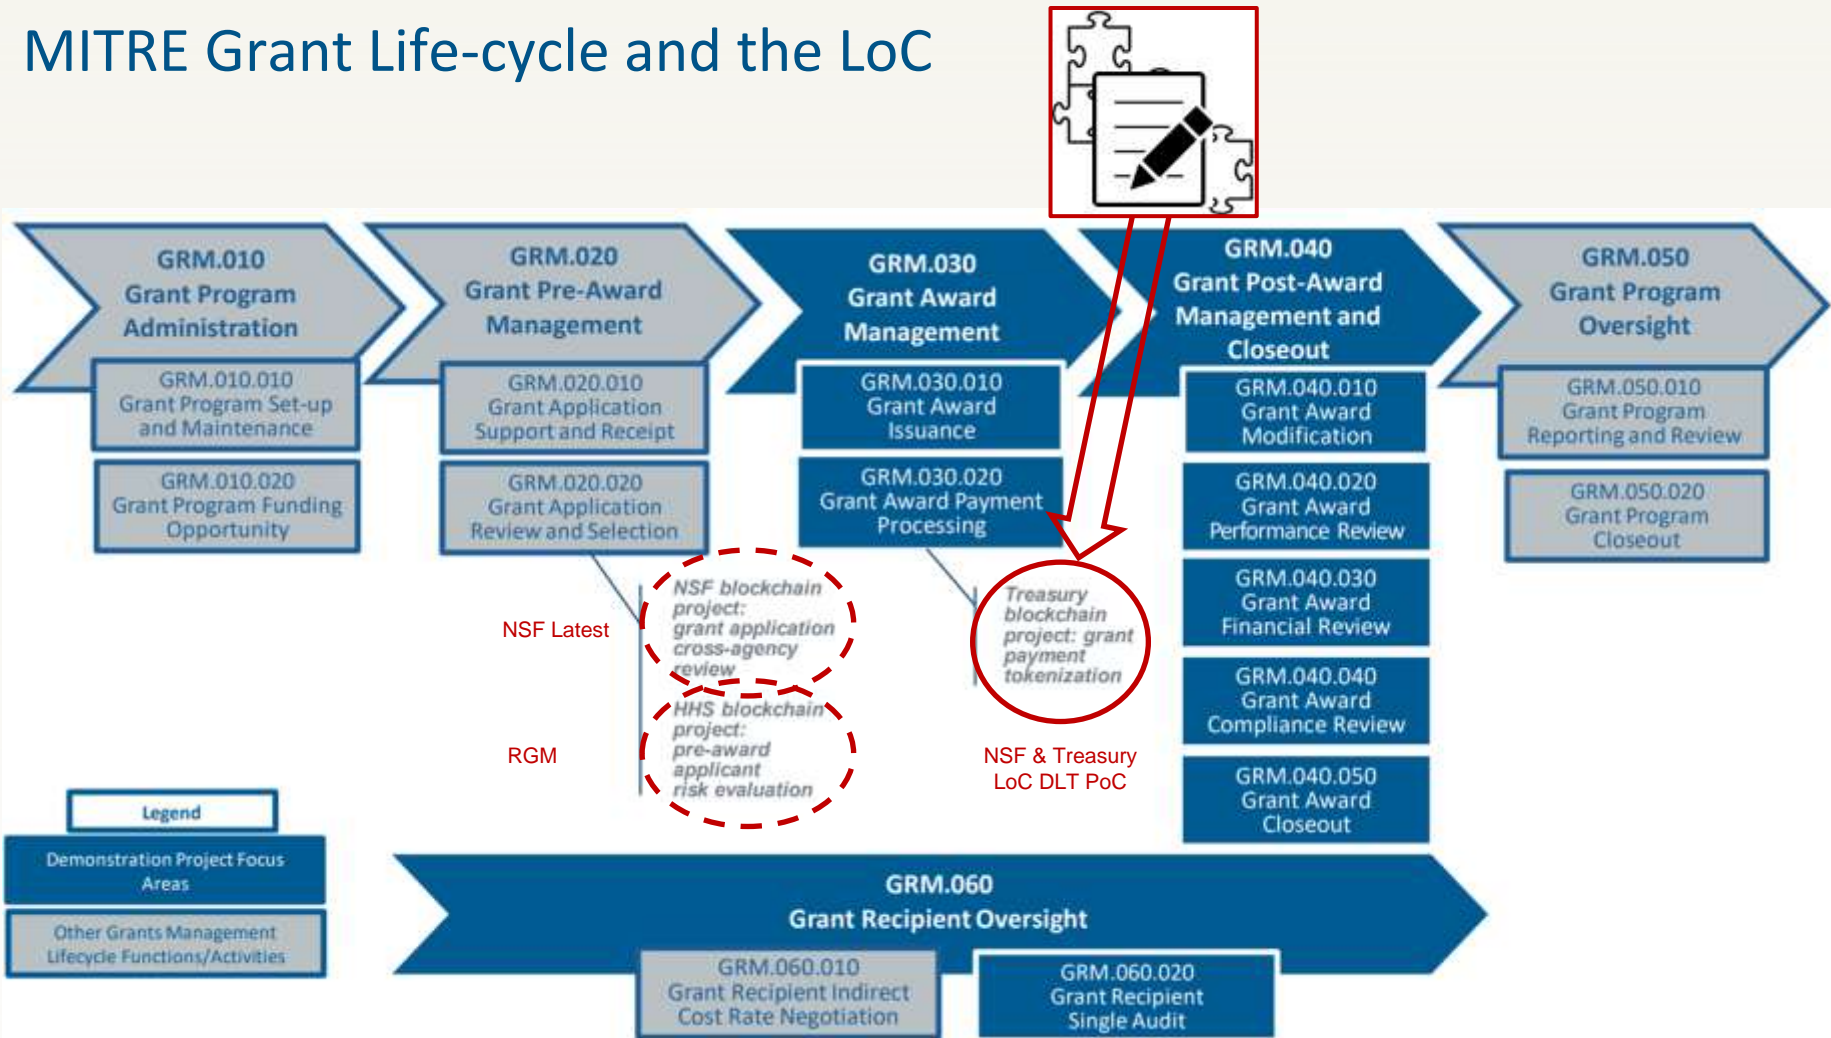 MITRE Grant Life-cycle and the LoC
GRM.010
Grant Program
Administration
GRM.010.010
Grant Program Set-up
and Maintenance
GRM.010.020
Grant Program Funding
Opportunity
GRM.020
Grant Pre-Award
Management
GRM.020.010
Grant Application
Support and Receipt
GRM.020.020
Grant Application
Review and Selection
NSF Latest
NSF blockchain
project:
grant application
cross-agency
review
RGM
HHS blockchain
project:
pre-award
applicant
risk evaluation
GRM.030
Grant Award
Management
GRM.030.010
Grant Award
Issuance
GRM.030.020
Grant Award Payment
Processing
Treasury
blockchain
project: grant
payment
tokenization
NSF & Treasury
LoC DLT PoC
GRM.040
Grant Post-Award
Management and
Closeout
GRM.040.010
Grant Award
Modification
GRM.040.020
Grant Award
Performance Review
GRM.040.030
Grant Award
Financial Review
GRM.040.040
Grant Award
Compliance Review
GRM.040.050
Grant Award
Closeout
GRM.050
Grant Program
Oversight
GRM.050.010
Grant Program
Reporting and Review
GRM.050.020
Grant Program
Closeout
Legend
Demonstration Project Focus
Areas
Other Grants Management
Lifecycle Functions/Activities
GRM.060
Grant Recipient Oversight
GRM.060.010
Grant Recipient Indirect
Cost Rate Negotiation
GRM.060.020
Grant Recipient
Single Audit